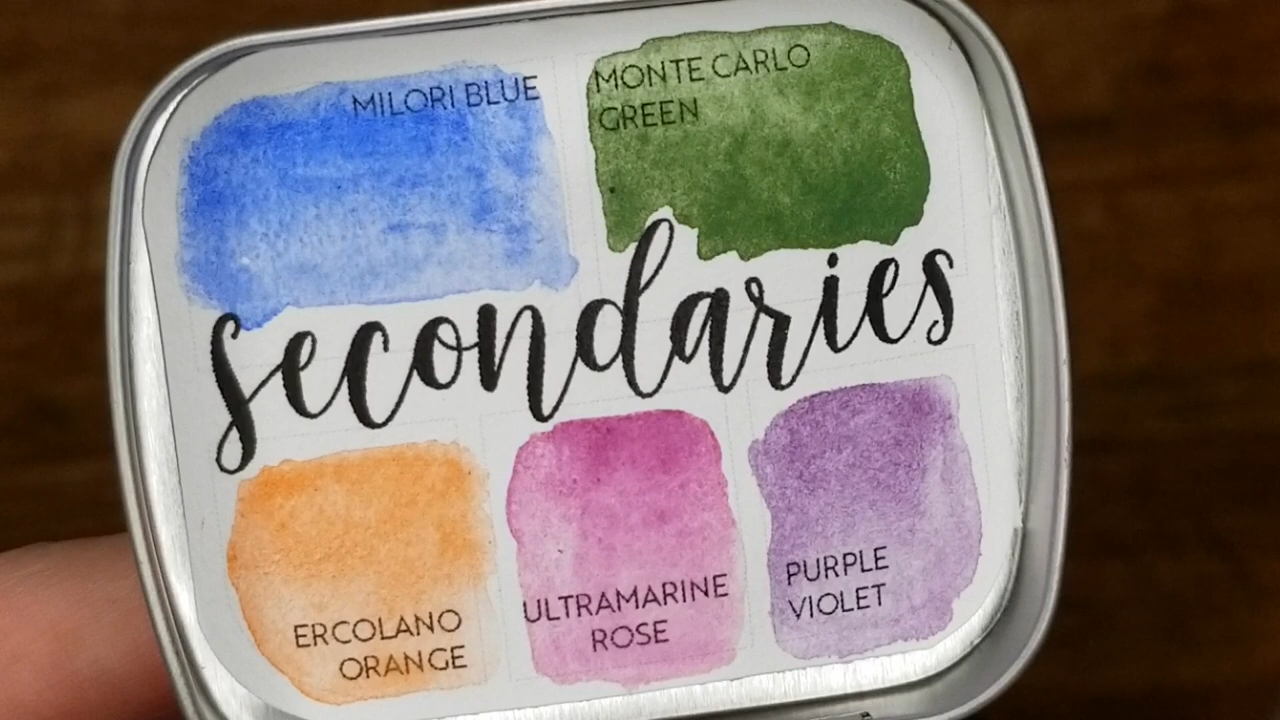 MILORI BLUE
MONTE CARLO
GREEN
secondaries
ERCOLANO
ORANGE
ULTRAMARINE
ROSE
PURPLE
VIOLET